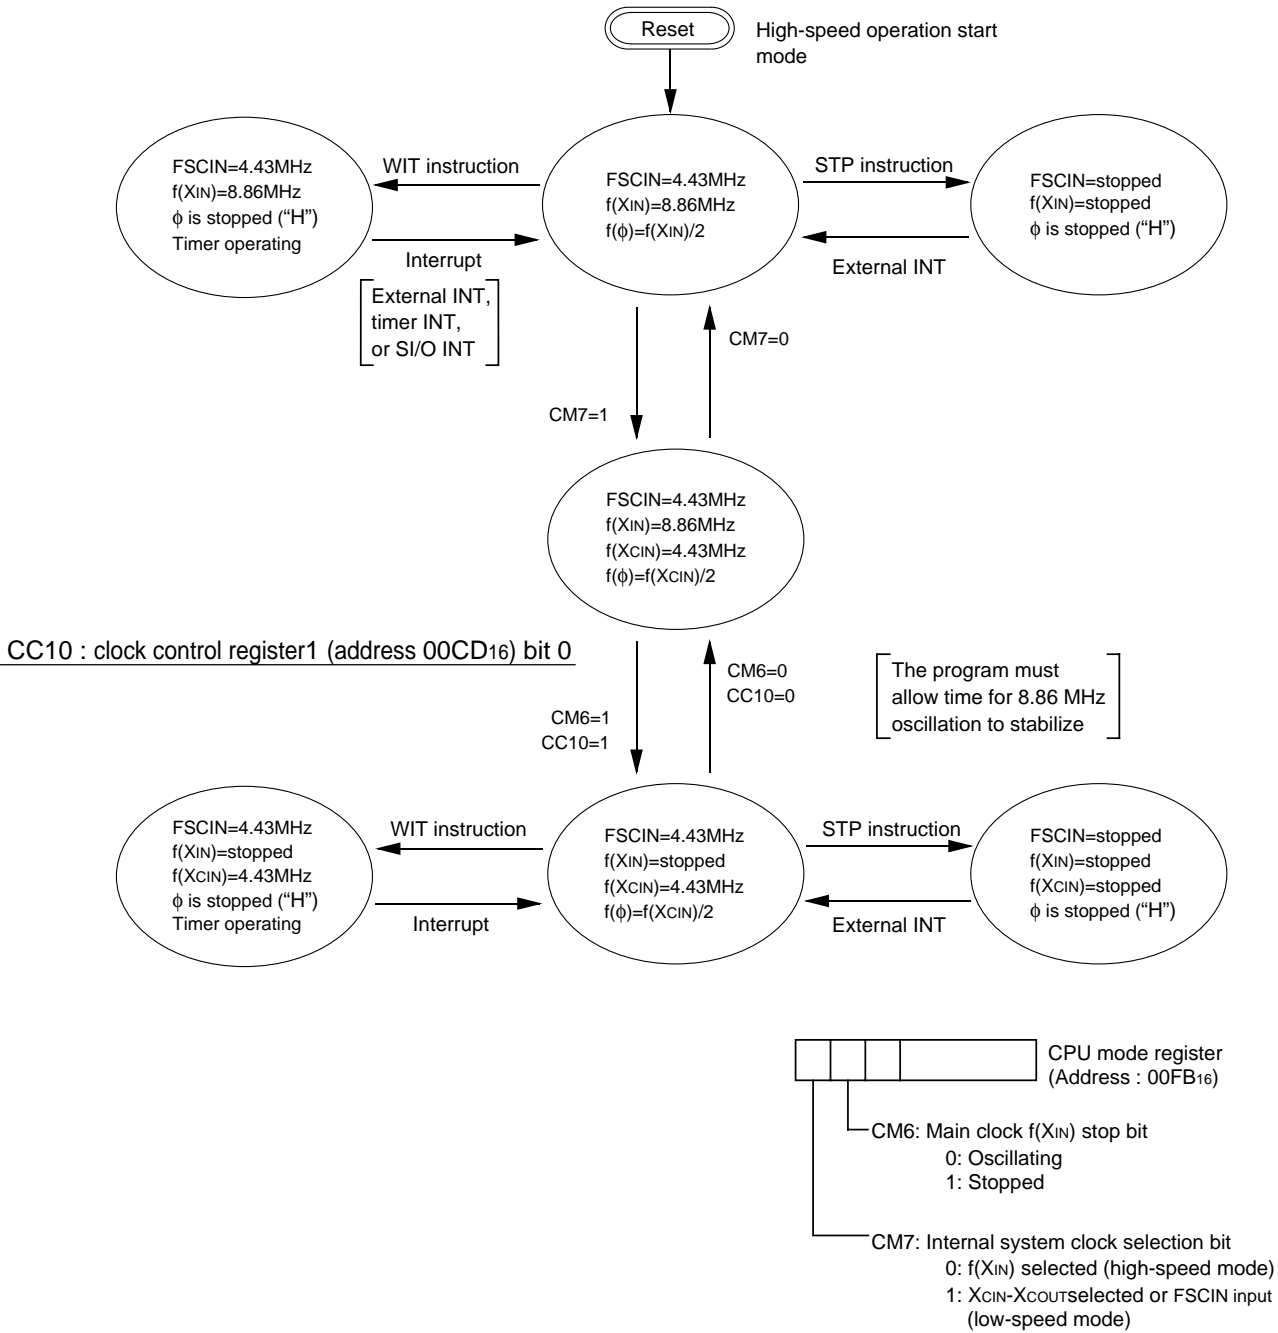 Reset
High-speed operation start
mode
FSCIN=4.43MHz
f(XIN)=8.86MHz
ϕ is stopped (“H”)
Timer operating
WIT instruction
Interrupt
External INT,
timer INT,
or SI/O INT
FSCIN=4.43MHz
f(XIN)=8.86MHz
f(ϕ)=f(XIN)/2
STP instruction
External INT
FSCIN=stopped
f(XIN)=stopped
ϕ is stopped (“H”)
CM7=0
CM7=1
FSCIN=4.43MHz
f(XIN)=8.86MHz
f(XCIN)=4.43MHz
f(ϕ)=f(XCIN)/2
CC10 : clock control register1 (address 00CD16) bit 0
CM6=0
CC10=0
The program must
allow time for 8.86 MHz
oscillation to stabilize
CM6=1
CC10=1
FSCIN=4.43MHz
f(XIN)=stopped
f(XCIN)=4.43MHz
ϕ is stopped (“H”)
Timer operating
WIT instruction
Interrupt
FSCIN=4.43MHz
f(XIN)=stopped
f(XCIN)=4.43MHz
f(ϕ)=f(XCIN)/2
STP instruction
External INT
FSCIN=stopped
f(XIN)=stopped
f(XCIN)=stopped
ϕ is stopped (“H”)
CPU mode register
(Address : 00FB16)
CM6: Main clock f(XIN) stop bit
0: Oscillating
1: Stopped
CM7: Internal system clock selection bit
0: f(XIN) selected (high-speed mode)
1: XCIN-XCOUTselected or FSCIN input
(low-speed mode)